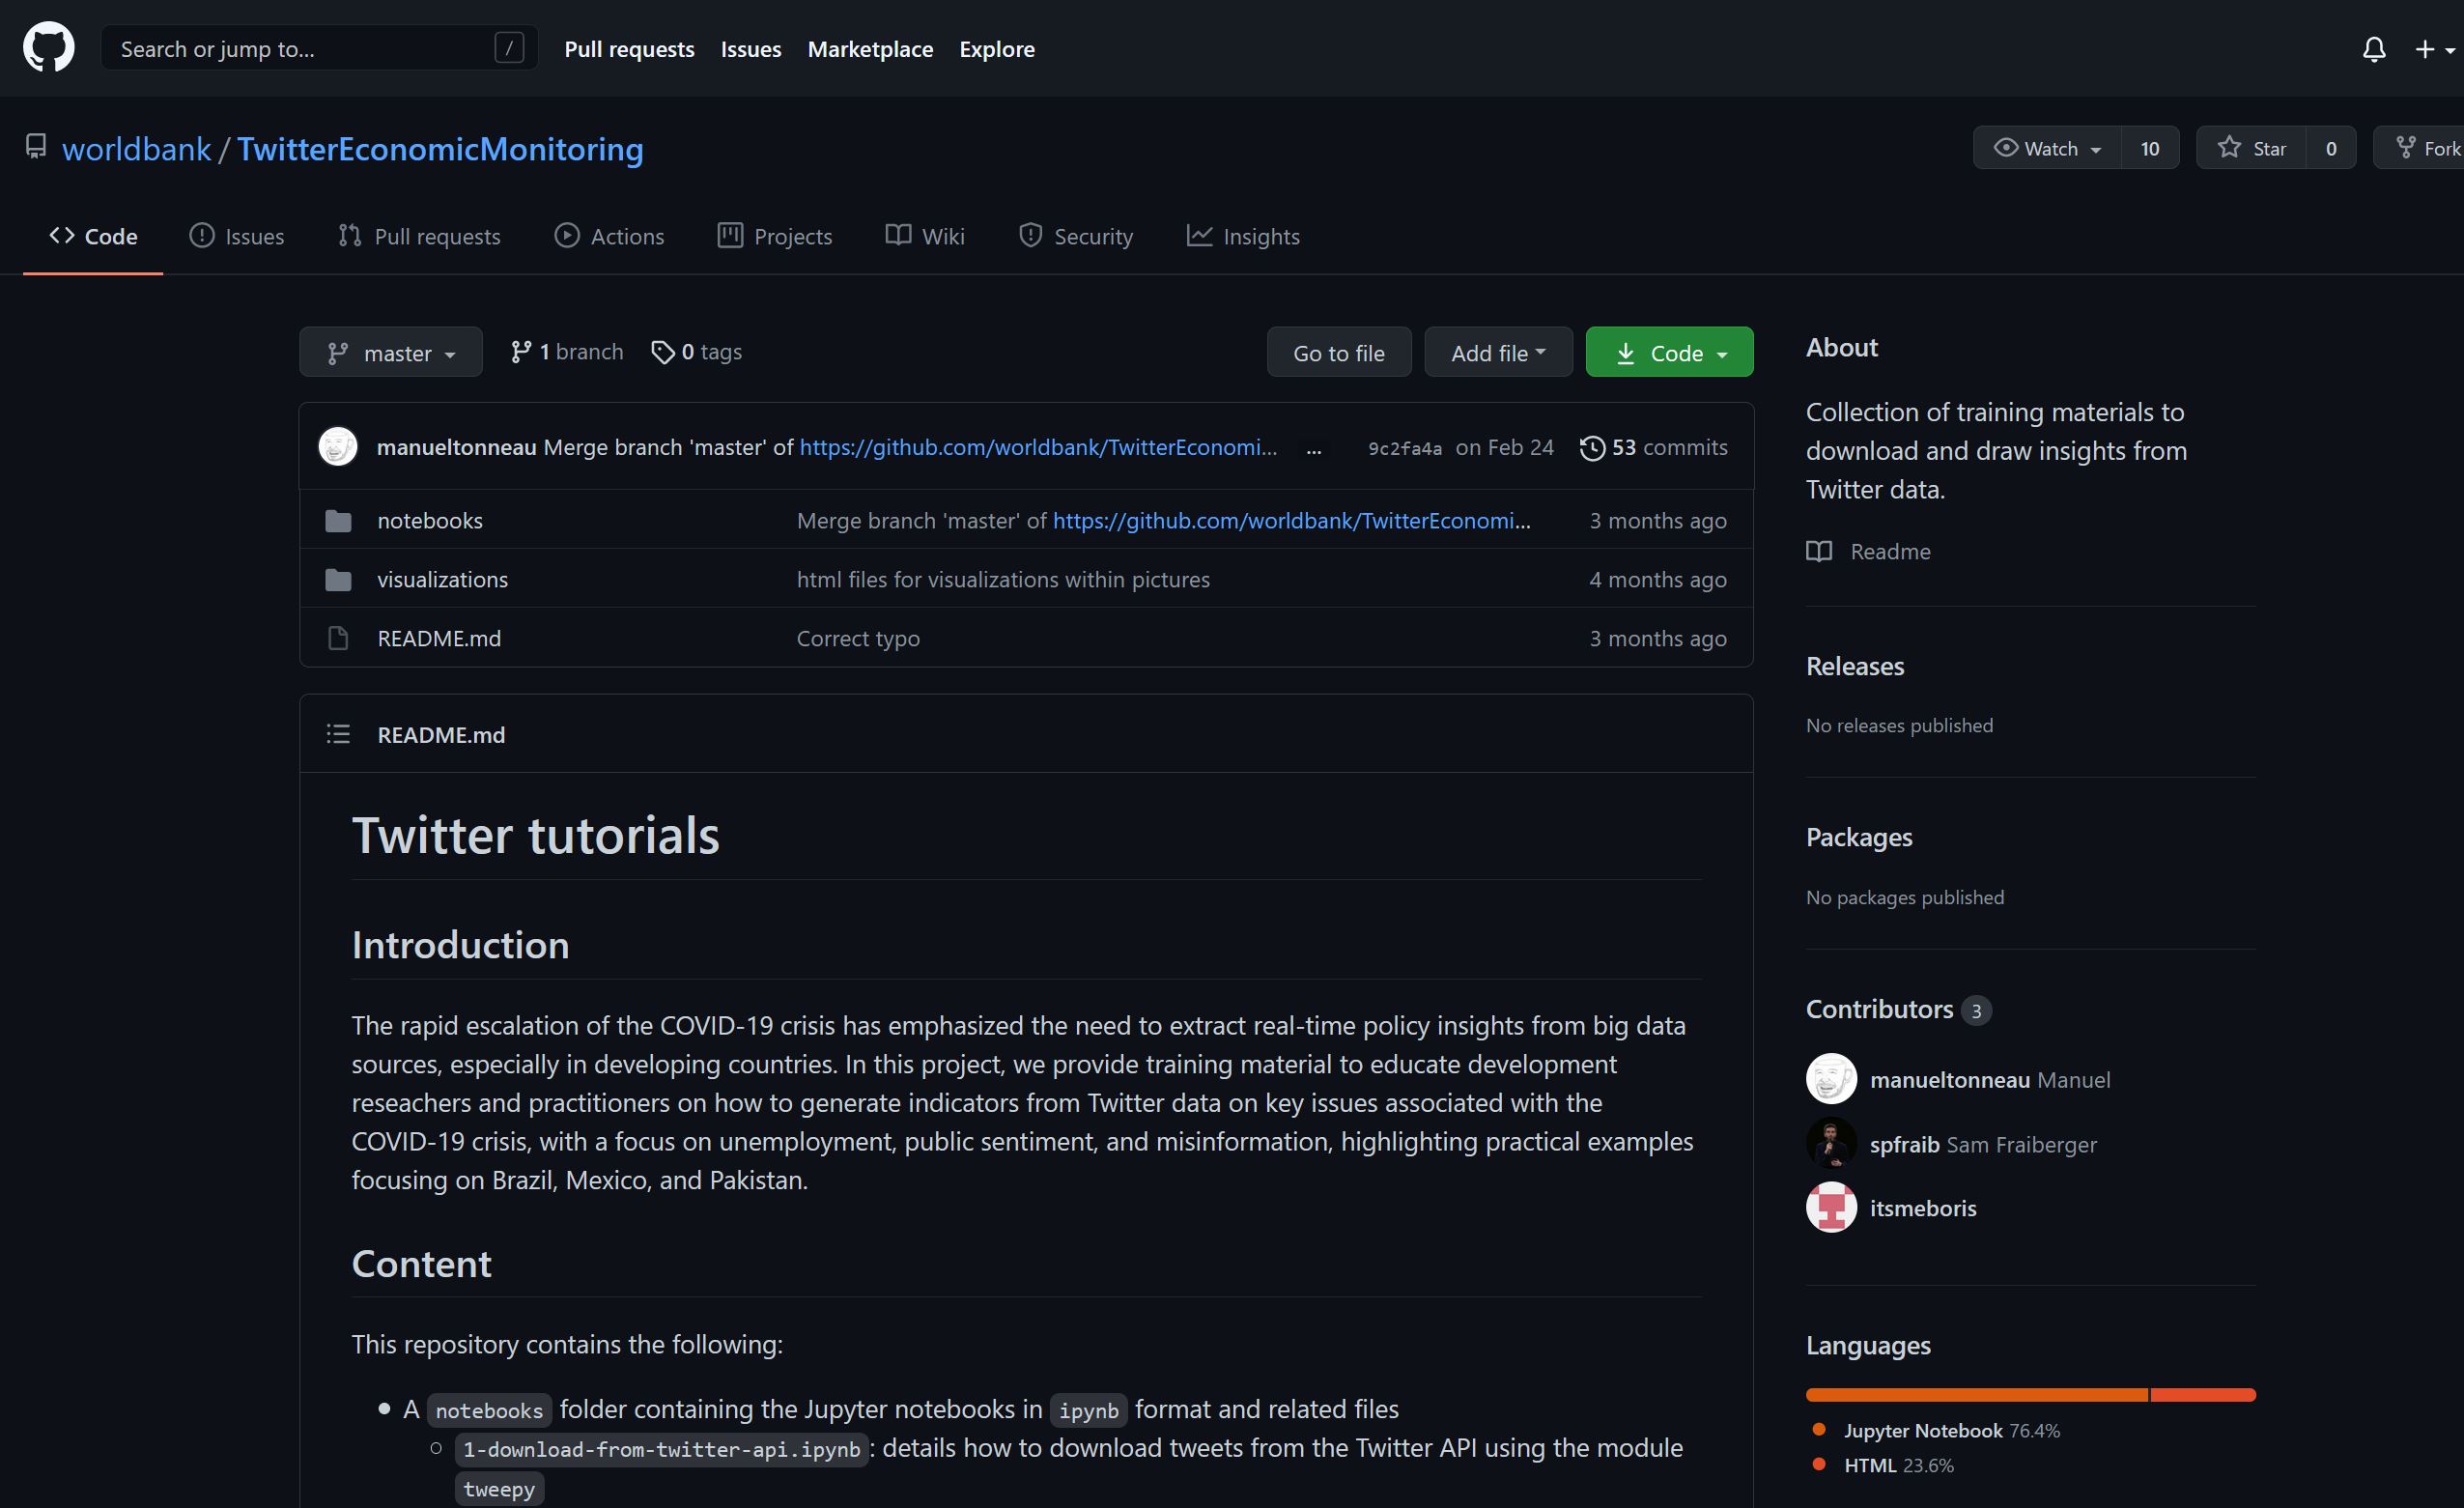 Search or jump to... /
Pull requests Issues Marketplace Explore
worldbank / TwitterEconomicMonitoring
Watch 10
Star 0
Fork
Code Issues Pull requests Actions Projects Wiki Security Insights
master 1 branch 0 tags
Go to file Add file Code
manueltonneau Merge branch 'master' of https://github.com/worldbank/TwitterEconomi... ... 9c2fa4a on Feb 24 53 commits
notebooks Merge branch 'master' of https://github.com/worldbank/TwitterEconomi... 3 months ago
visualizations html files for visualizations within pictures 4 months ago
README.md Correct typo 3 months ago
README.md
Twitter tutorials
Introduction
The rapid escalation of the COVID-19 crisis has emphasized the need to extract real-time policy insights from big data
sources, especially in developing countries. In this project, we provide training material to educate development
reseachers and practitioners on how to generate indicators from Twitter data on key issues associated with the
COVID-19 crisis, with a focus on unemployment, public sentiment, and misinformation, highlighting practical examples
focusing on Brazil, Mexico, and Pakistan.
Content
This repository contains the following:
A notebooks folder containing the Jupyter notebooks in ipynb format and related files
1-download-from-twitter-api.ipynb: details how to download tweets from the Twitter API using the module
tweepy
About
Collection of training materials to
download and draw insights from
Twitter data.
Readme
Releases
No releases published
Packages
No packages published
Contributors 3
manueltonneau Manuel
spfraib Sam Fraiberger
itsmeboris
Languages
Jupyter Notebook 76.4%
HTML 23.6%